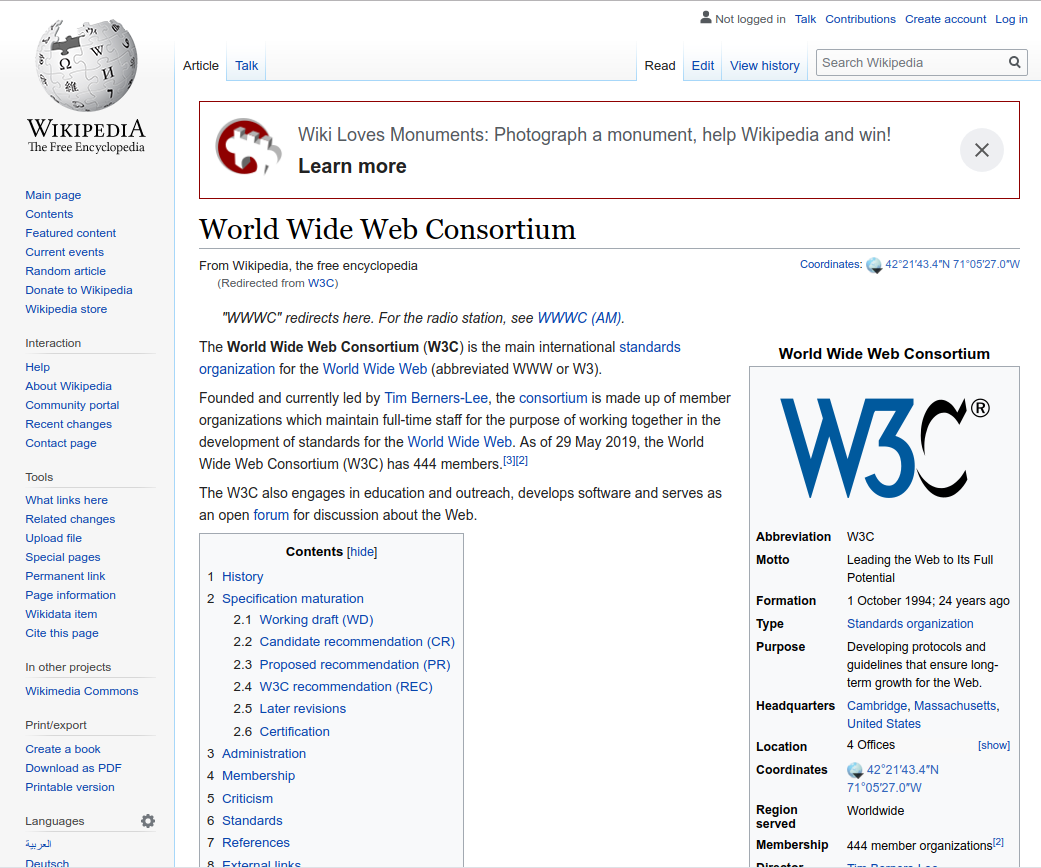 Not logged in Talk Contributions Create account Log in
Article Talk Read Edit View history Search Wikipedia
WIKIPEDIA
The Free Encyclopedia
Main page
Contents
Featured content
Current events
Random article
Donate to Wikipedia
Wikipedia store
Interaction
Help
About Wikipedia
Community portal
Recent changes
Contact page
Tools
What links here
Related changes
Upload file
Special pages
Permanent link
Page information
Wikidata item
Cite this page
In other projects
Wikimedia Commons
Print/export
Create a book
Download as PDF
Printable version
Languages
العربية
Deutsch
Wiki Loves Monuments: Photograph a monument, help Wikipedia and win!
Learn more
World Wide Web Consortium
From Wikipedia, the free encyclopedia
Coordinates: 42°21′43.4″N 71°05′27.0″W
(Redirected from W3C)
"WWWC" redirects here. For the radio station, see WWWC (AM).
The World Wide Web Consortium (W3C) is the main international standards
organization for the World Wide Web (abbreviated WWW or W3).
Founded and currently led by Tim Berners-Lee, the consortium is made up of member
organizations which maintain full-time staff for the purpose of working together in the
development of standards for the World Wide Web. As of 29 May 2019, the World
Wide Web Consortium (W3C) has 444 members.[3][2]
The W3C also engages in education and outreach, develops software and serves as
an open forum for discussion about the Web.
Contents [hide]
1 History
2 Specification maturation
2.1 Working draft (WD)
2.2 Candidate recommendation (CR)
2.3 Proposed recommendation (PR)
2.4 W3C recommendation (REC)
2.5 Later revisions
2.6 Certification
3 Administration
4 Membership
5 Criticism
6 Standards
7 References
8 External links
World Wide Web Consortium
W3C®
Abbreviation W3C
Motto Leading the Web to Its Full
Potential
Formation 1 October 1994; 24 years ago
Type Standards organization
Purpose Developing protocols and
guidelines that ensure long-
term growth for the Web.
Headquarters Cambridge, Massachusetts,
United States
Location 4 Offices [show]
Coordinates 42°21′43.4″N
71°05′27.0″W
Region
served Worldwide
Membership 444 member organizations[2]
Director Tim Berners-Lee